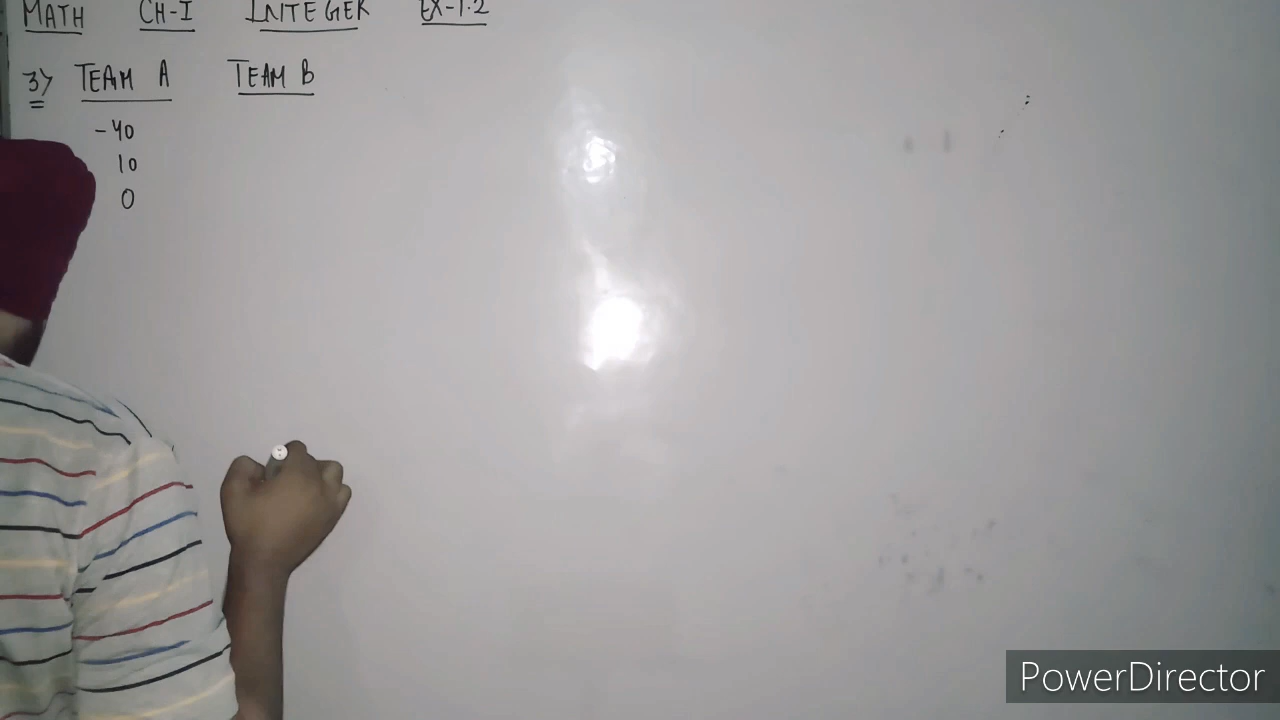 MATH CH-I INTEGER EX-1.2
3) TEAM A TEAM B
-40
10
0
PowerDirector